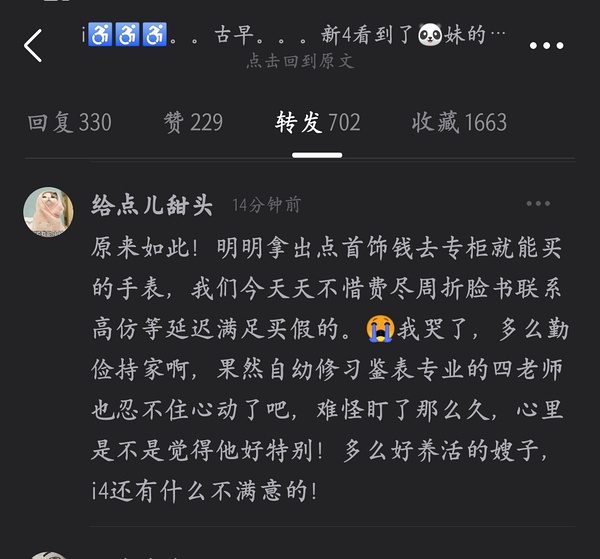 i♿♿♿。。古早。。。新4看到了🐼妹的…
点击回到原文
回复 330 赞 229 转发 702 收藏 1663
给点儿甜头 14分钟前
原来如此！明明拿出点首饰钱去专柜就能买
的手表，我们今天天不惜费尽周折脸书联系
高仿等延迟满足买假的。😭我哭了，多么勤
俭持家啊，果然自幼修习鉴表专业的四老师
也忍不住心动了吧，难怪盯了那么久，心里
是不是觉得他好特别！多么好养活的嫂子，
i4还有什么不满意的！